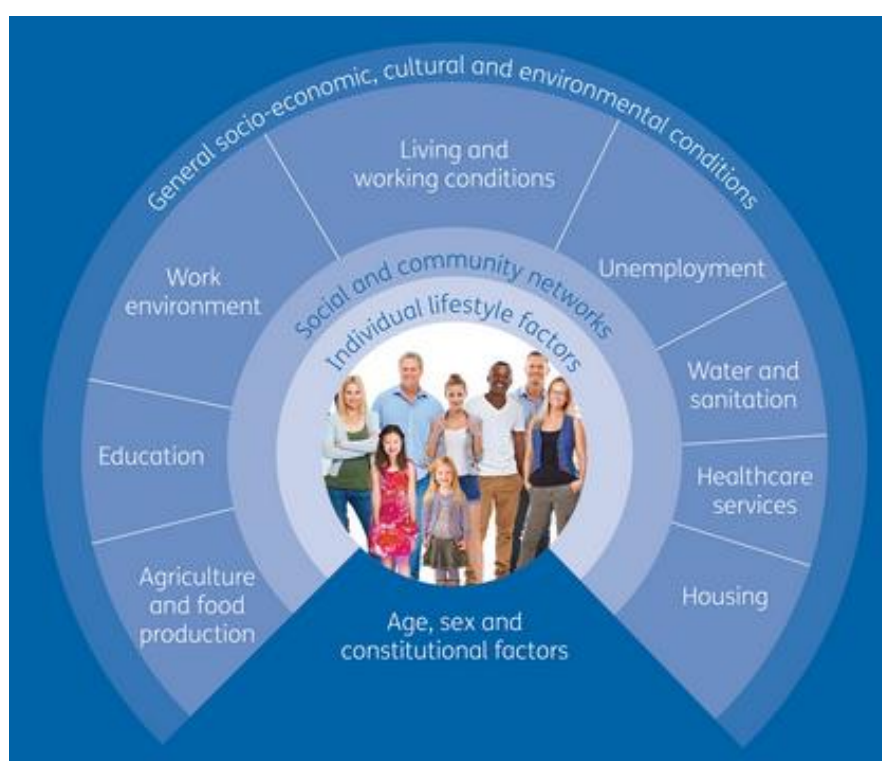 General socio-economic, cultural and environmental conditions
Living and
working conditions
Work
environment
Unemployment
Social and community networks
Individual lifestyle factors
Water and
sanitation
Education
Healthcare
services
Agriculture
and food
production
Housing
Age, sex and
constitutional factors